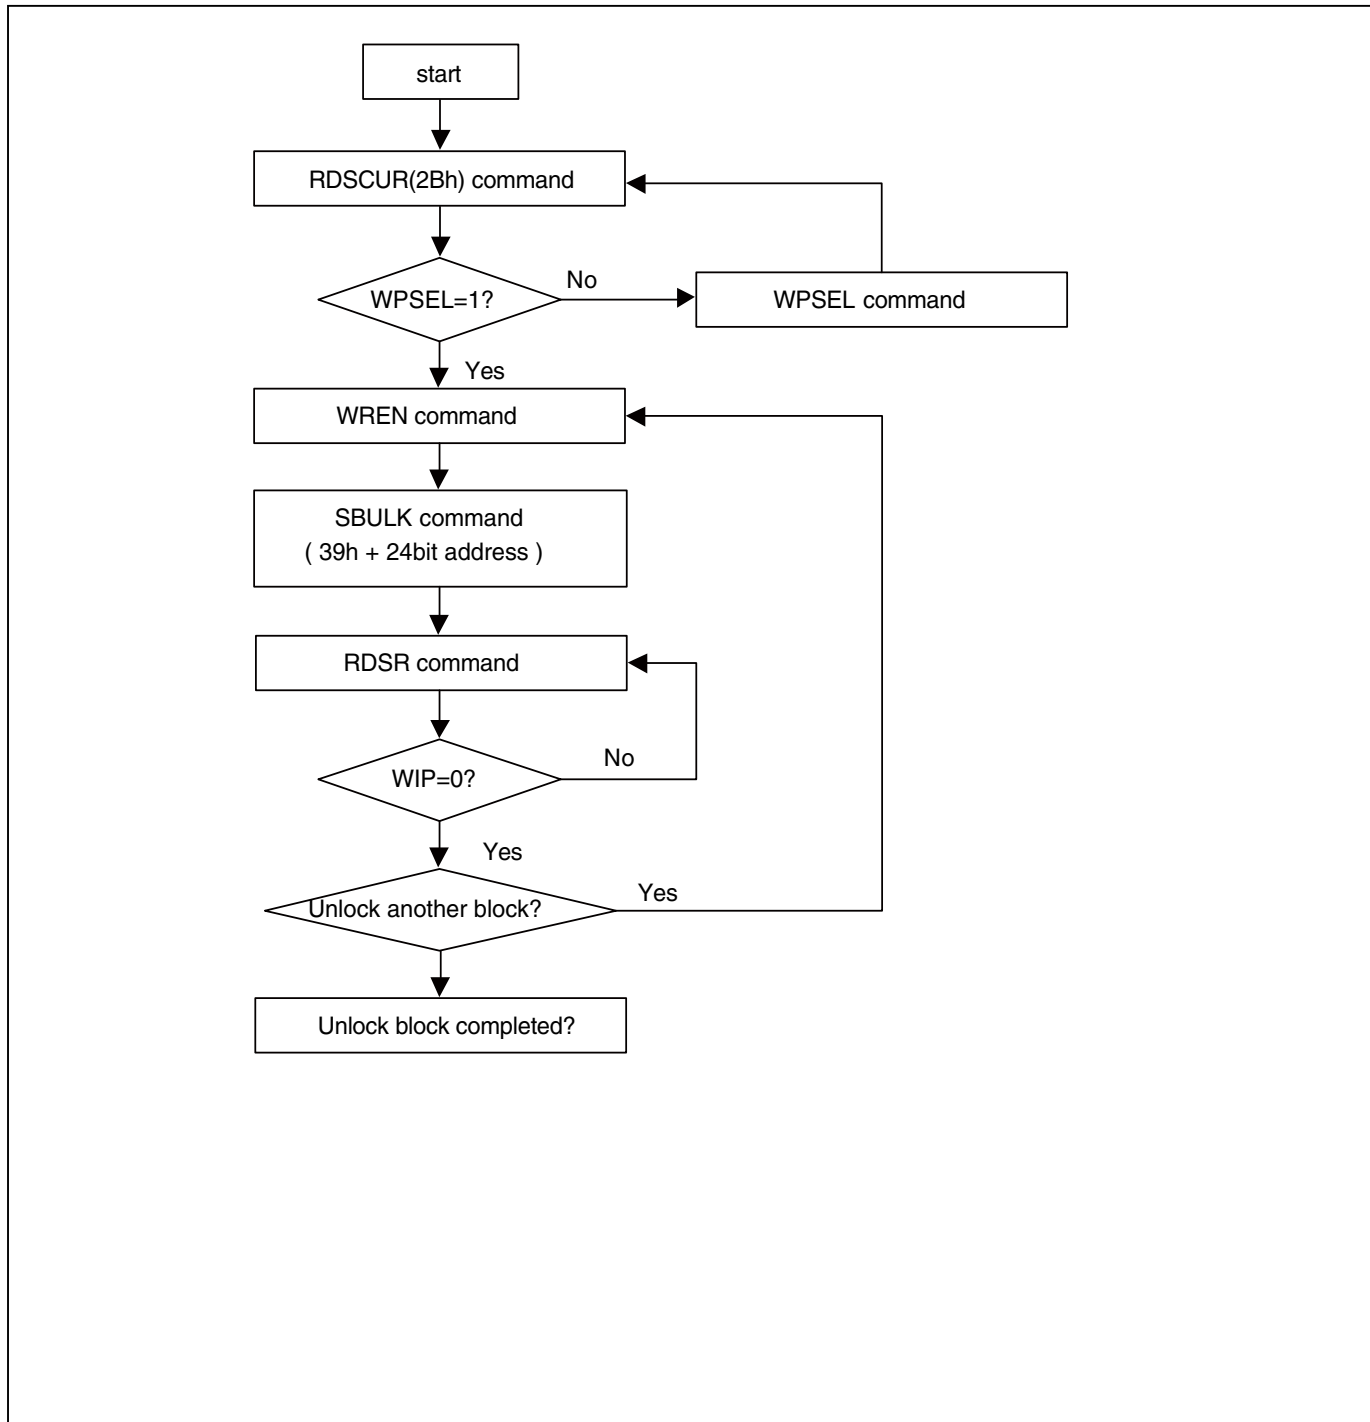 start
RDSCUR(2Bh) command
WPSEL=1?
No
WPSEL command
Yes
WREN command
SBULK command
( 39h + 24bit address )
RDSR command
WIP=0?
No
Yes
Unlock another block?
Yes
Unlock block completed?